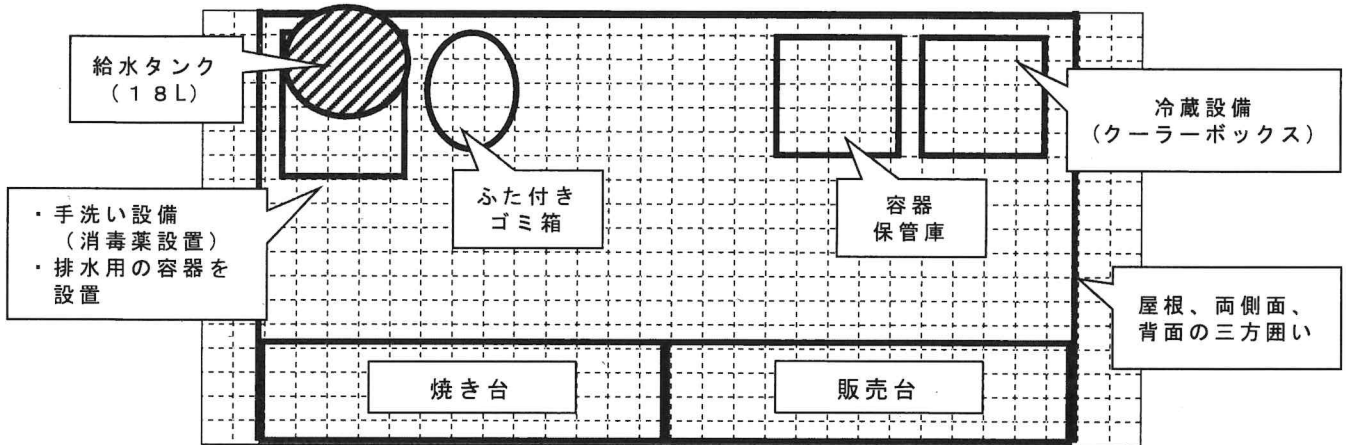 給水タンク
（１８L）
ふた付き
ゴミ箱
容器
保管庫
冷蔵設備
（クーラーボックス）
・手洗い設備
（消毒薬設置）
・排水用の容器を
設置
屋根、両側面、
背面の三方囲い
焼き台
販売台